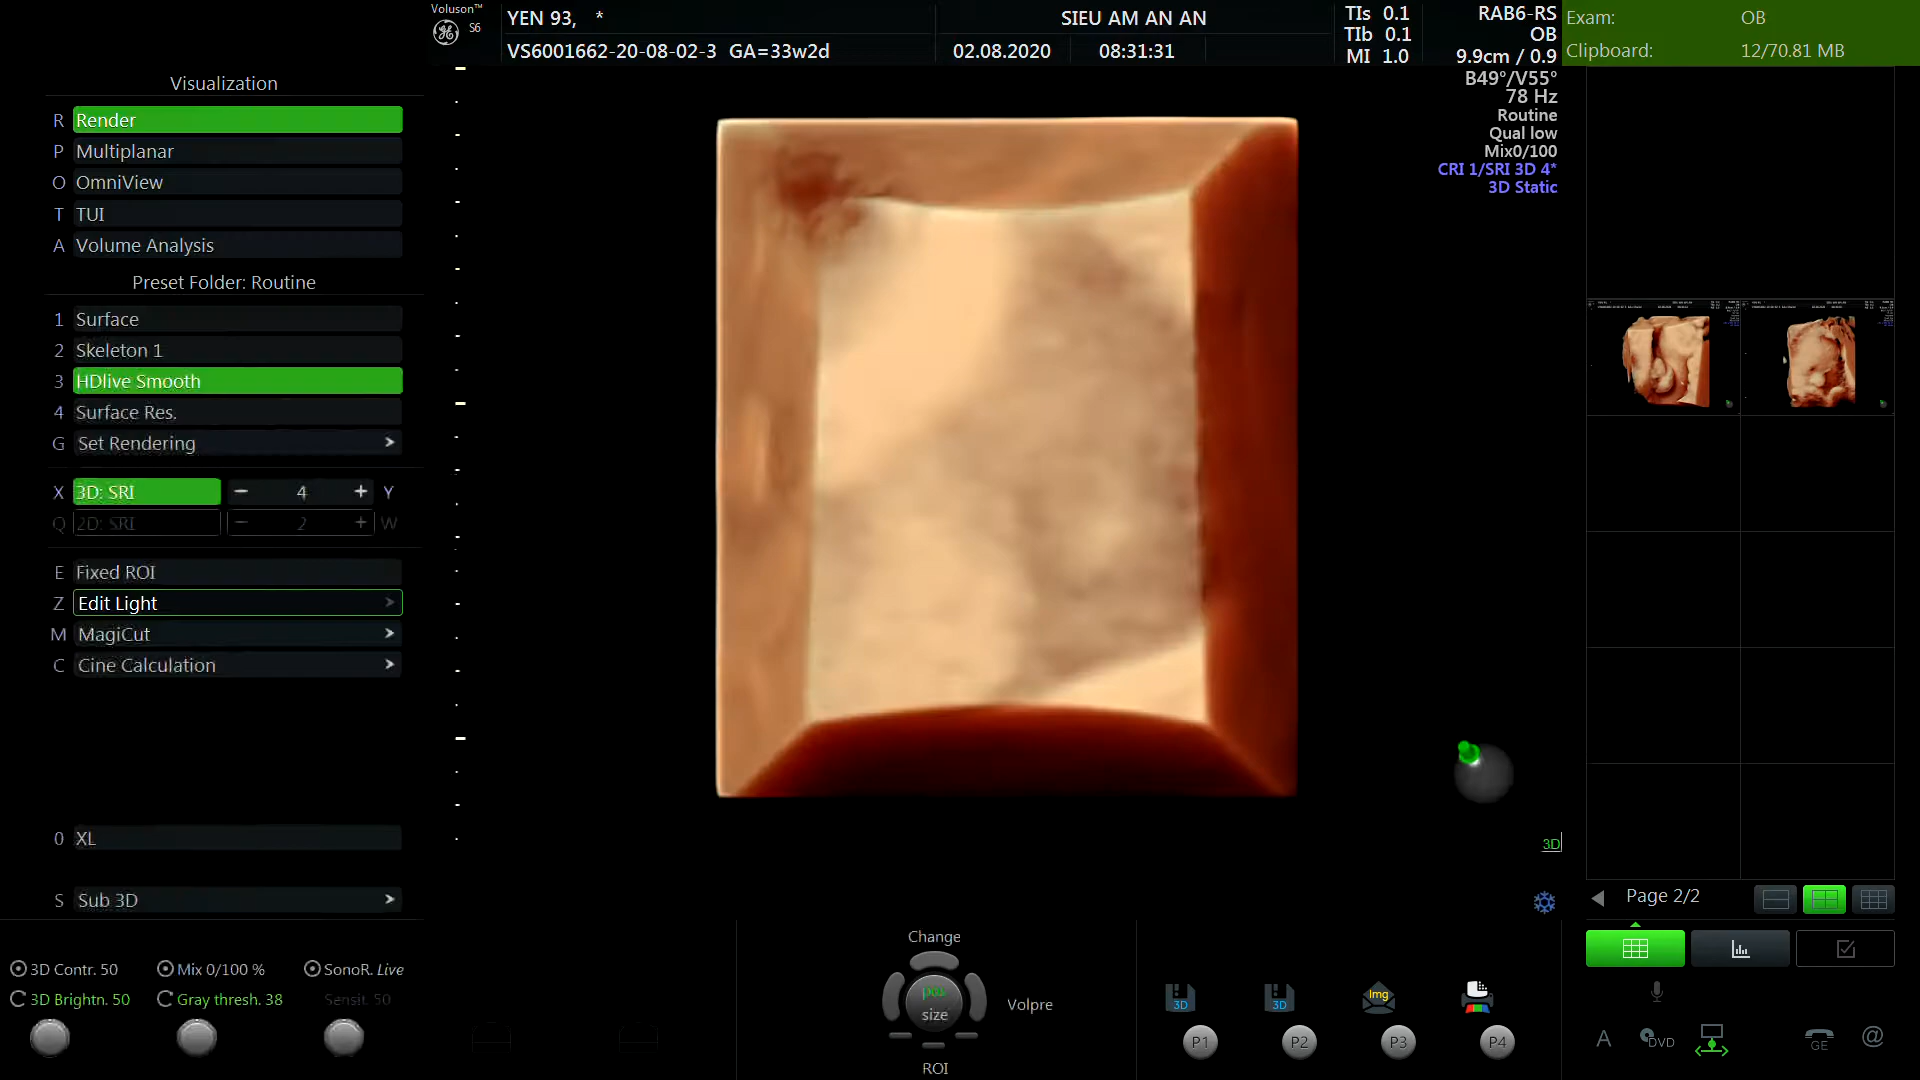 Voluson™
S6
YEN 93, *
SIEU AM AN AN
VS6001662-20-08-02-3 GA=33w2d
02.08.2020
08:31:31
TIs 0.1
TIb 0.1
MI 1.0
RAB6-RS
OB
9.9cm / 0.9
B49°/V55°
78 Hz
Routine
Qual low
Mix0/100
CRI 1/SRI 3D 4*
3D Static
Exam: OB
Clipboard: 12/70.81 MB
Visualization
R Render
P Multiplanar
O OmniView
T TUI
A Volume Analysis
Preset Folder: Routine
1 Surface
2 Skeleton 1
3 HDlive Smooth
4 Surface Res.
G Set Rendering >
X 3D: SRI − 4 + Y
Q 2D: SRI − 2 + W
E Fixed ROI
Z Edit Light >
M MagiCut >
C Cine Calculation >
0 XL
S Sub 3D >
3D Contr. 50
Mix 0/100 %
SonoR. Live
3D Brightn. 50
Gray thresh. 38
Sensit. 50
Change
pos
size
Volpre
ROI
3D
3D
3D
Img
P1
P2
P3
P4
Page 2/2
A
DVD
GE
@